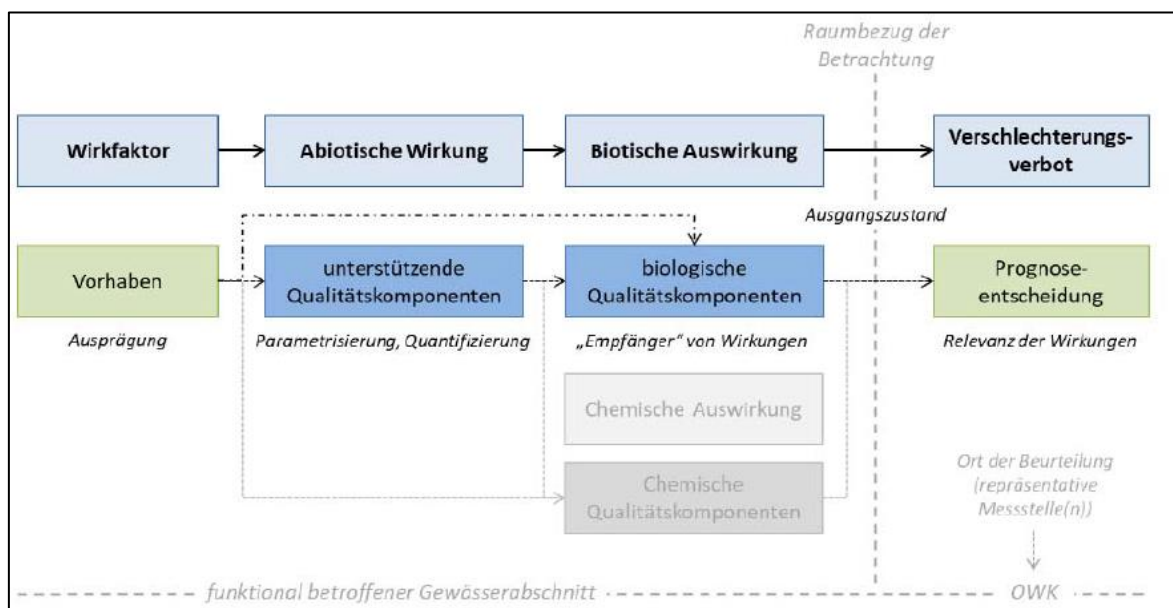 Raumbezug der
Betrachtung
Wirkfaktor
Abiotische Wirkung
Biotische Auswirkung
Verschlechterungs-
verbot
Ausgangszustand
Vorhaben
unterstützende
Qualitätskomponenten
biologische
Qualitätskomponenten
Prognose-
entscheidung
Ausprägung
Parametrisierung, Quantifizierung
„Empfänger“ von Wirkungen
Relevanz der Wirkungen
Chemische Auswirkung
Chemische
Qualitätskomponenten
Ort der Beurteilung
(repräsentative
Messstelle(n))
funktional betroffener Gewässerabschnitt
OWK